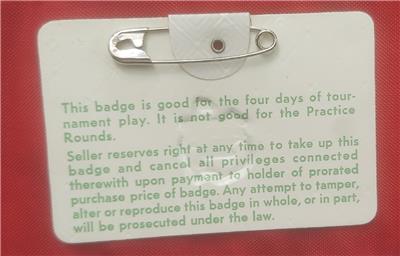 This badge is good for the four days of tour-
nament play. It is not good for the Practice
Rounds.
Seller reserves right at any time to take up this
badge and cancel all privileges connected
therewith upon payment to holder of prorated
purchase price of badge. Any attempt to tamper,
alter or reproduce this badge in whole, or in part,
will be prosecuted under the law.